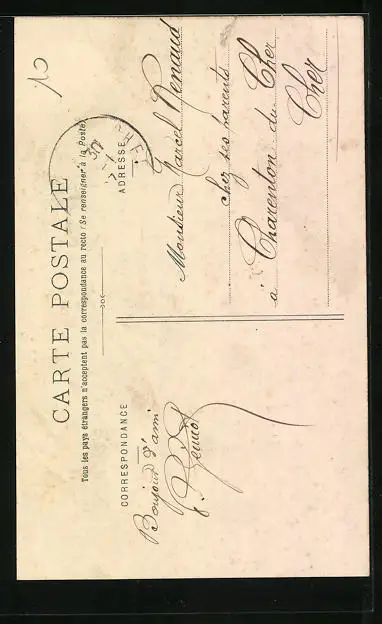 CARTE POSTALE
Tous les pays étrangers n'acceptent pas la correspondance au recto (Se renseigner à la Poste)
CORRESPONDANCE
Bonjour d'ami
ADRESSE
Monsieur Marcel Renaud
chez ses parents
à Charenton du Cher
Cher